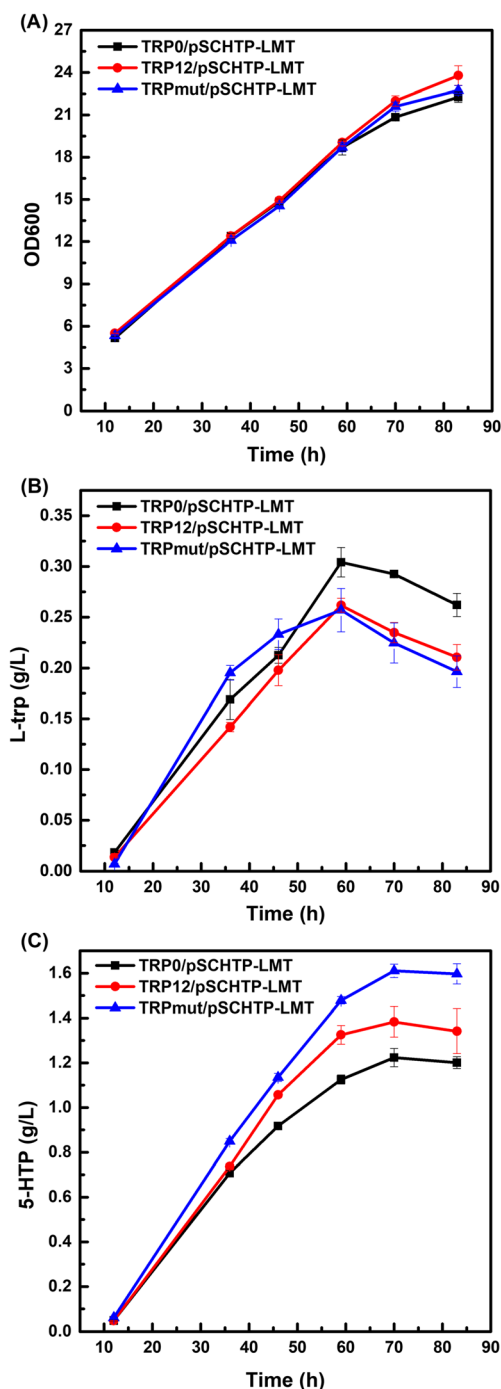 (A)
27
24
21
18
15
12
9
6
3
0
OD600
TRP0/pSCHTP-LMT
TRP12/pSCHTP-LMT
TRPmut/pSCHTP-LMT
10 20 30 40 50 60 70 80 90
Time (h)
(B)
0.30
0.25
0.20
0.15
0.10
0.05
0.00
L-trp (g/L)
TRP0/pSCHTP-LMT
TRP12/pSCHTP-LMT
TRPmut/pSCHTP-LMT
10 20 30 40 50 60 70 80 90
Time (h)
(C)
1.6
1.4
1.2
1.0
0.8
0.6
0.4
0.2
0.0
5-HTP (g/L)
TRP0/pSCHTP-LMT
TRP12/pSCHTP-LMT
TRPmut/pSCHTP-LMT
10 20 30 40 50 60 70 80 90
Time (h)